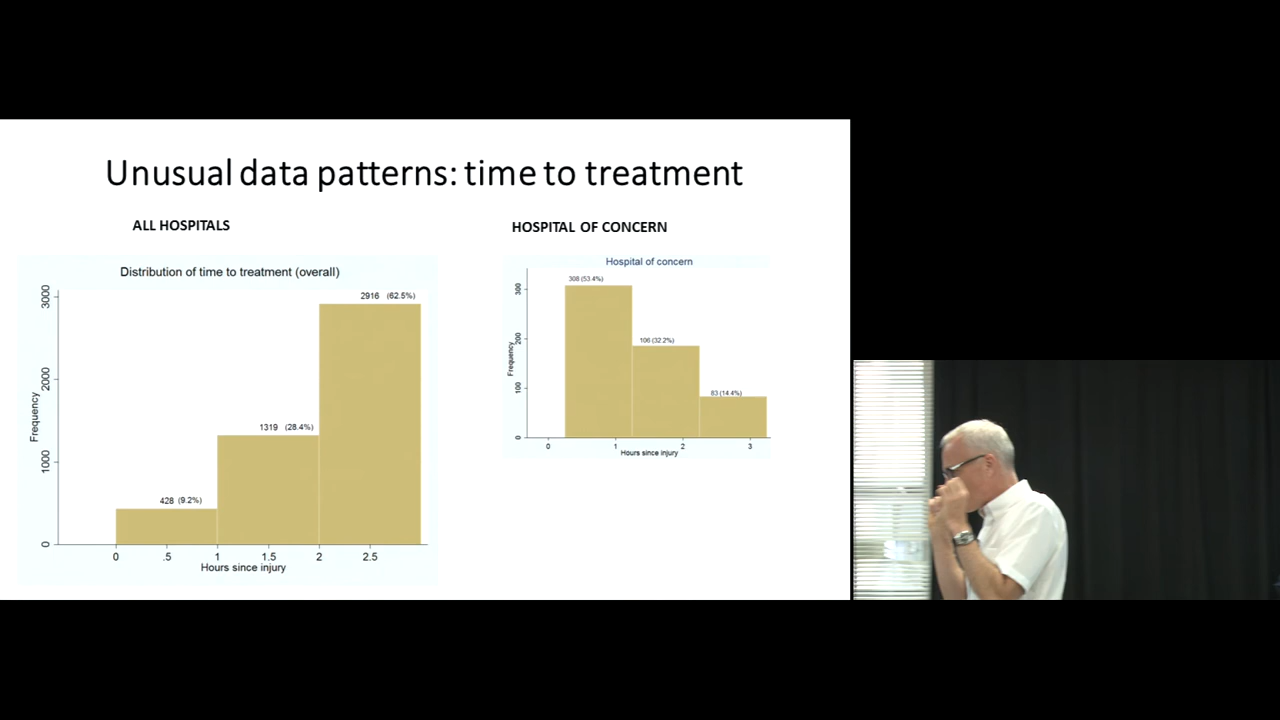 Unusual data patterns: time to treatment
ALL HOSPITALS
HOSPITAL OF CONCERN
Distribution of time to treatment (overall)
2916 (62.5%)
1319 (28.4%)
428 (9.2%)
3000
2000
1000
0
Frequency
0 .5 1 1.5 2 2.5
Hours since injury
Hospital of concern
308 (53.4%)
106 (32.2%)
83 (14.4%)
300
200
100
0
Frequency
0 1 2 3
Hours since injury